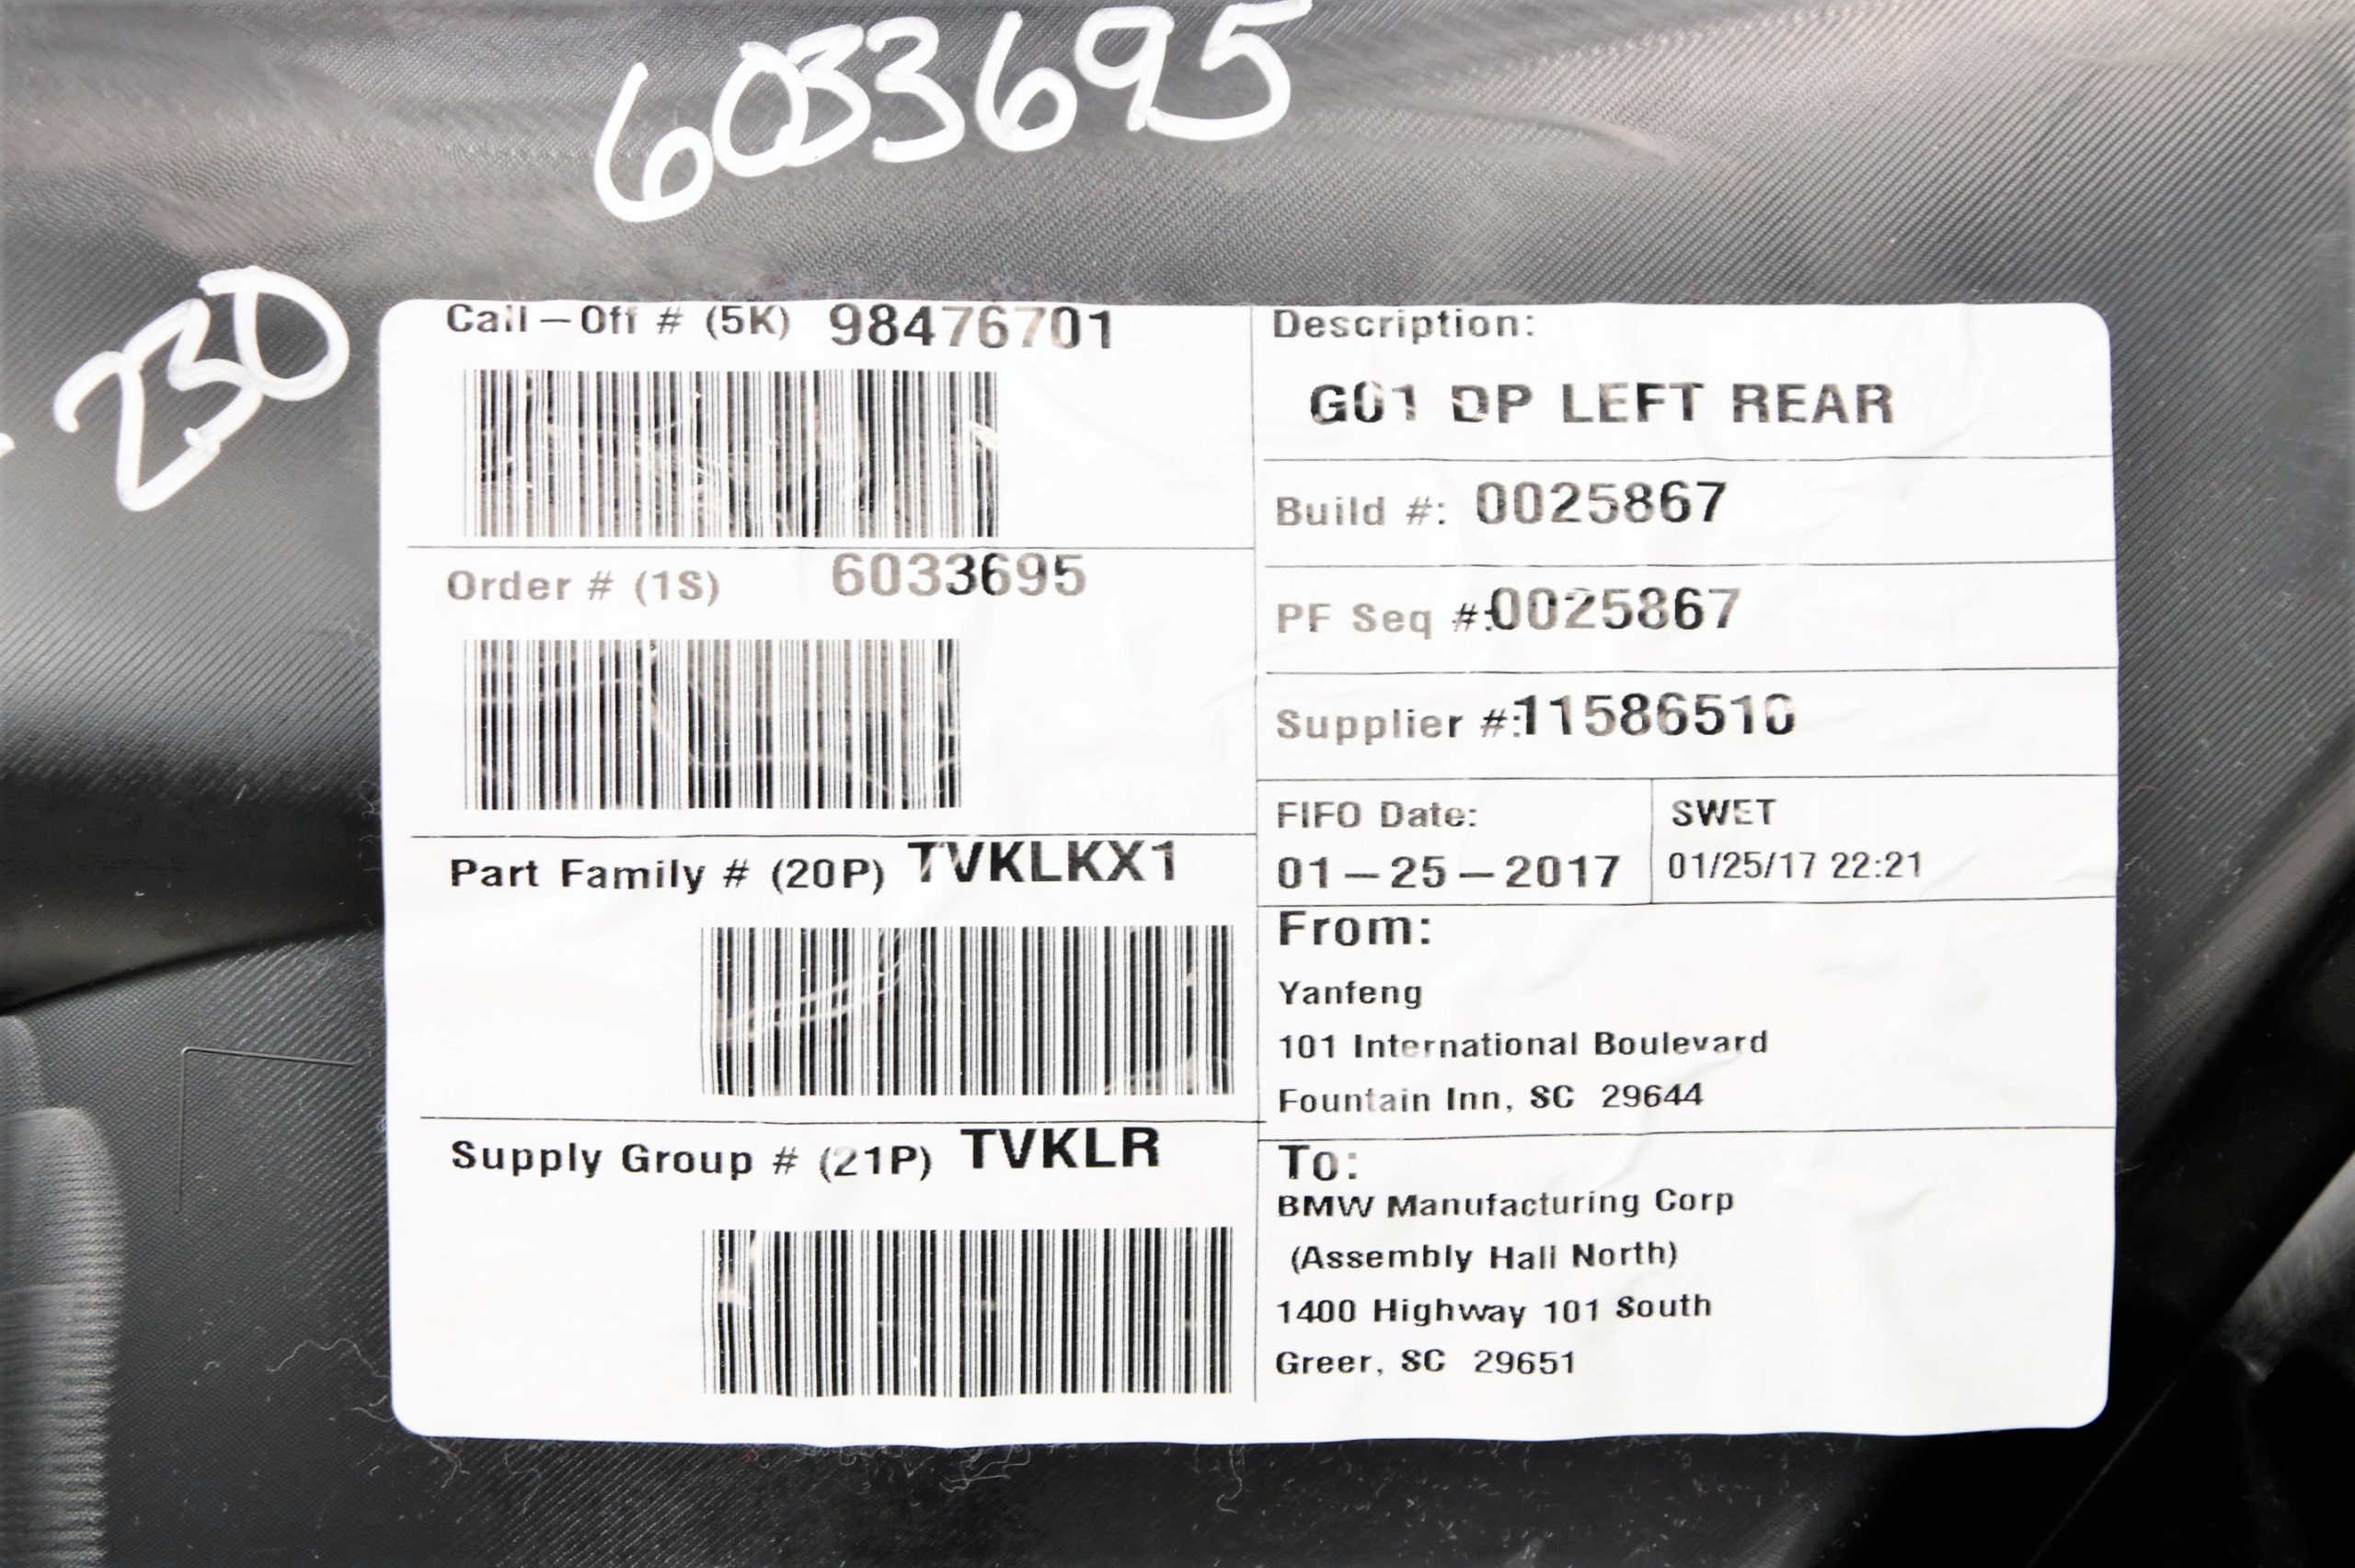 6033695
230
Call-Off # (5K) 98476701
Order # (1S) 6033695
Part Family # (20P) TVKLKX1
Supply Group # (21P) TVKLR
Description:
G01 DP LEFT REAR
Build #: 0025867
PF Seq #:0025867
Supplier #:11586510
FIFO Date:
01-25-2017
SWET
01/25/17 22:21
From:
Yanfeng
101 International Boulevard
Fountain Inn, SC 29644
To:
BMW Manufacturing Corp
(Assembly Hall North)
1400 Highway 101 South
Greer, SC 29651